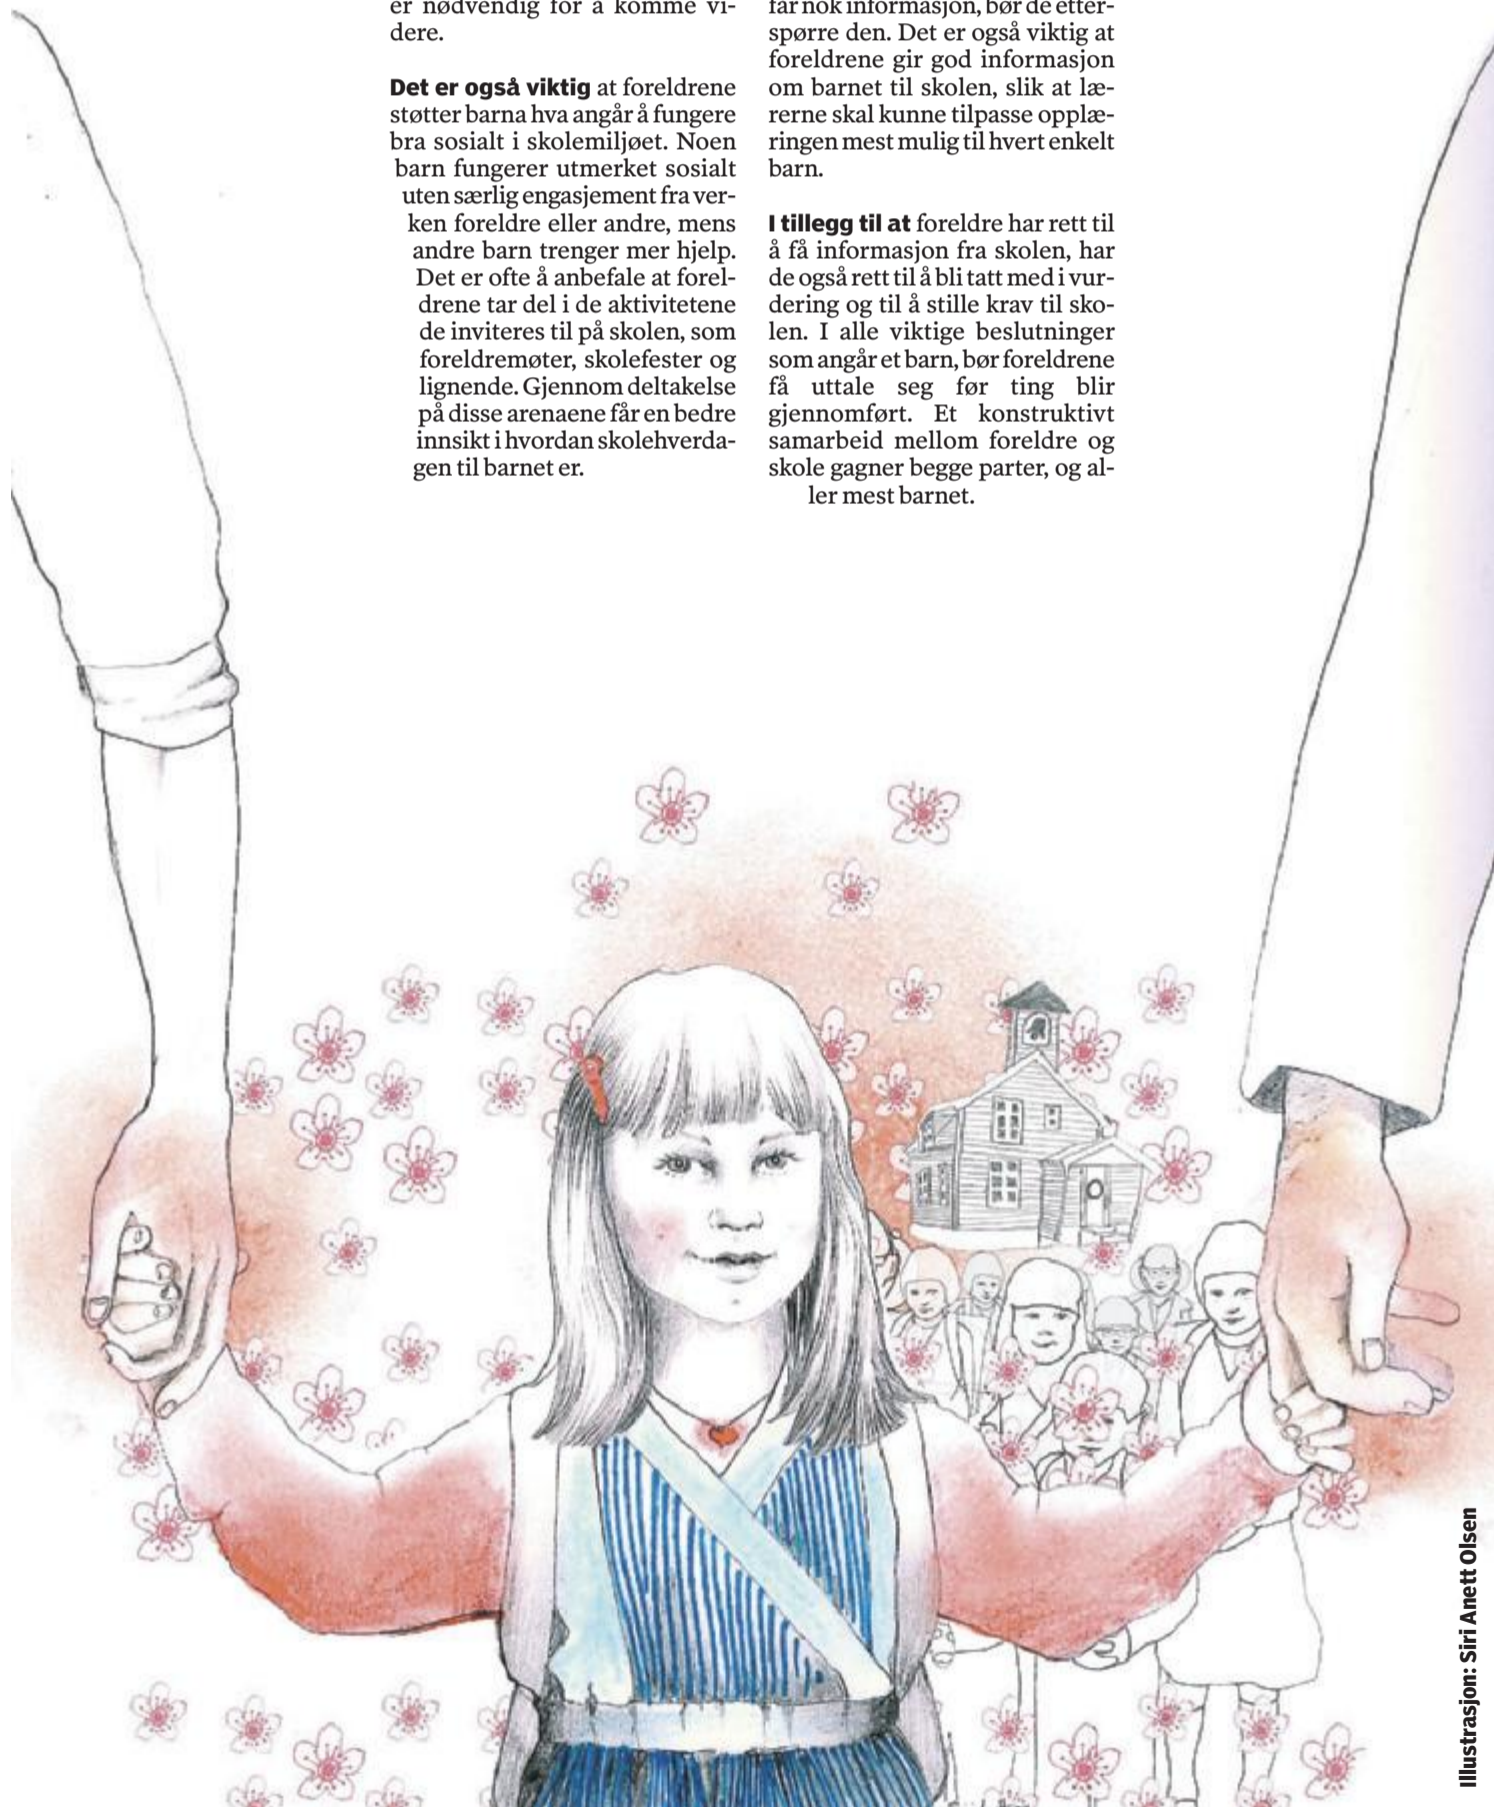 er nødvendig for å komme vi-
dere.
Det er også viktig at foreldrene
støtter barna hva angår å fungere
bra sosialt i skolemiljøet. Noen
barn fungerer utmerket sosialt
uten særlig engasjement fra ver-
ken foreldre eller andre, mens
andre barn trenger mer hjelp.
Det er ofte å anbefale at forel-
drene tar del i de aktivitetene
de inviteres til på skolen, som
foreldremøter, skolefester og
lignende. Gjennom deltakelse
på disse arenaene får en bedre
innsikt i hvordan skolehverda-
gen til barnet er.
får nok informasjon, bør de etter-
spørre den. Det er også viktig at
foreldrene gir god informasjon
om barnet til skolen, slik at læ-
rerne skal kunne tilpasse opplæ-
ringen mest mulig til hvert enkelt
barn.
I tillegg til at foreldre har rett til
å få informasjon fra skolen, har
de også rett til å bli tatt med i vur-
dering og til å stille krav til sko-
len. I alle viktige beslutninger
som angår et barn, bør foreldrene
få uttale seg før ting blir
gjennomført. Et konstruktivt
samarbeid mellom foreldre og
skole gagner begge parter, og al-
ler mest barnet.
Illustrasjon: Siri Anett Olsen